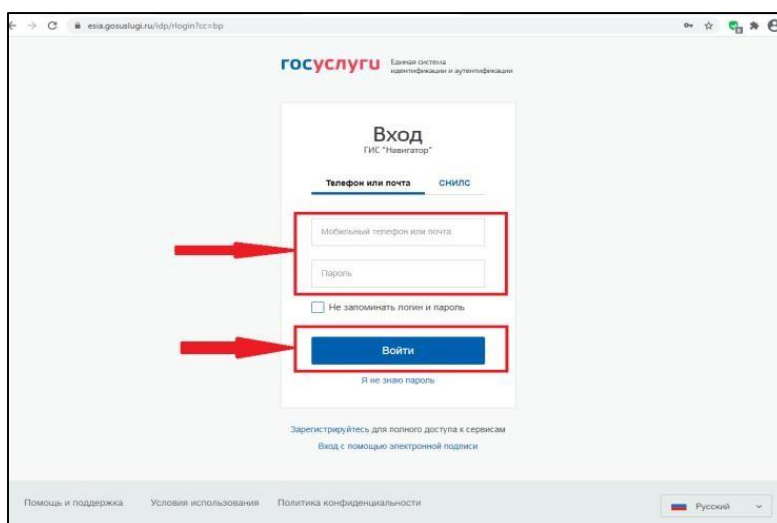 esia.gosuslugi.ru/idp/rlogin?cc=bp
госуслуги
Единая система
идентификации и аутентификации
Вход
ГИС "Навигатор"
Телефон или почта СНИЛС
Мобильный телефон или почта
Пароль
Не запоминать логин и пароль
Войти
Я не знаю пароль
Зарегистрируйтесь для полного доступа к сервисам
Вход с помощью электронной подписи
Помощь и поддержка Условия использования Политика конфиденциальности Русский